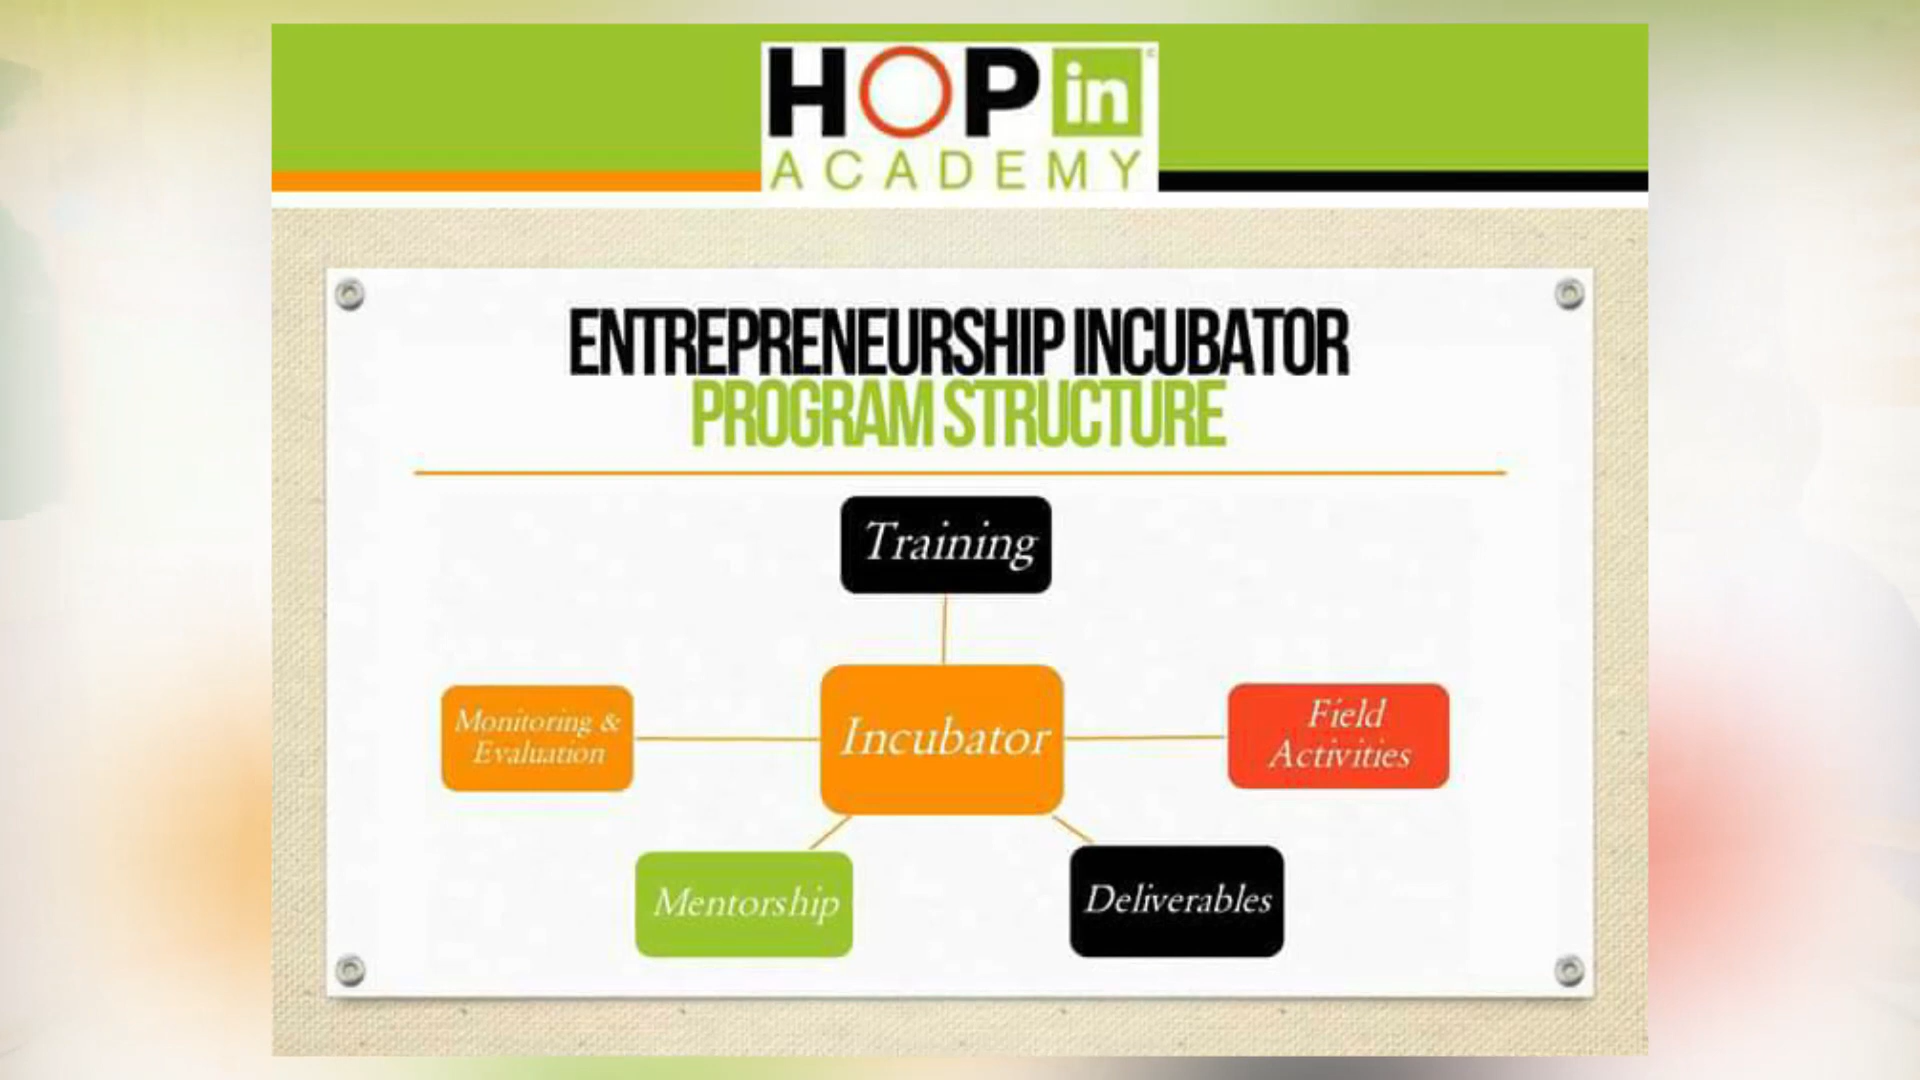 HOP in
ACADEMY
ENTREPRENEURSHIP INCUBATOR
PROGRAM STRUCTURE
Training
Monitoring &
Evaluation
Incubator
Field
Activities
Mentorship
Deliverables